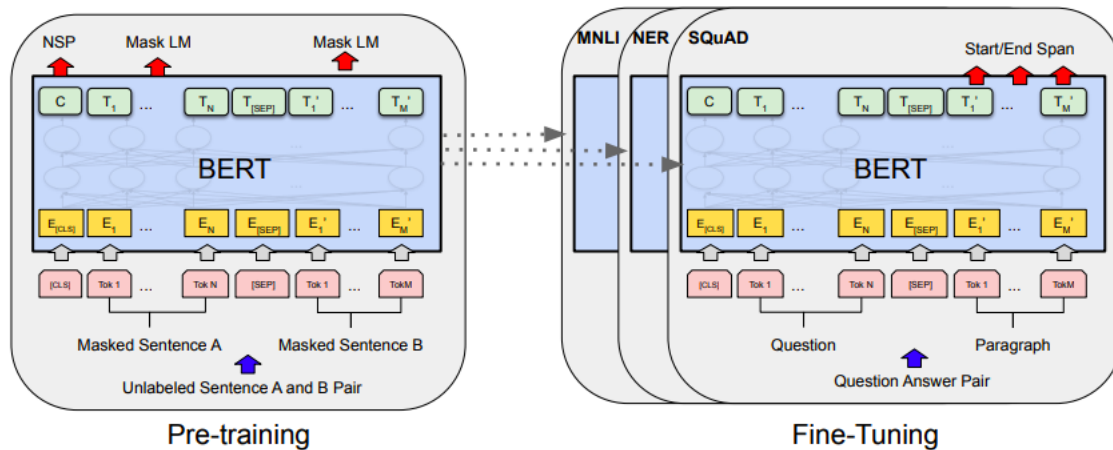 NSP Mask LM Mask LM
C T1 ... TN T[SEP] T1' ... TM'
BERT
E[CLS] E1 ... EN E[SEP] E1' ... EM'
[CLS] Tok 1 ... Tok N [SEP] Tok 1 ... TokM
Masked Sentence A Masked Sentence B
Unlabeled Sentence A and B Pair
Pre-training
MNLI NER SQuAD
Start/End Span
C T1 ... TN T[SEP] T1' ... TM'
BERT
E[CLS] E1 ... EN E[SEP] E1' ... EM'
[CLS] Tok 1 ... Tok N [SEP] Tok 1 ... TokM
Question Paragraph
Question Answer Pair
Fine-Tuning